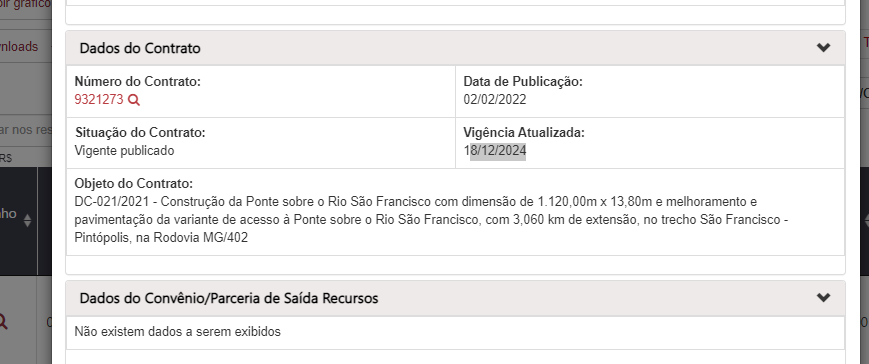 bir gráfico
Dados do Contrato
nloads
Número do Contrato:
Data de Publicação:
9321273
02/02/2022
Situação do Contrato:
Vigência Atualizada:
Vigente publicado
18/12/2024
ar nos res
R$
Objeto do Contrato:
DC-021/2021 - Construção da Ponte sobre o Rio São Francisco com dimensão de 1.120,00m x 13,80m e melhoramento e
pavimentação da variante de acesso à Ponte sobre o Rio São Francisco, com 3,060 km de extensão, no trecho São Francisco -
Pintópolis, na Rodovia MG/402
nho
Dados do Convênio/Parceria de Saída Recursos
Não existem dados a serem exibidos